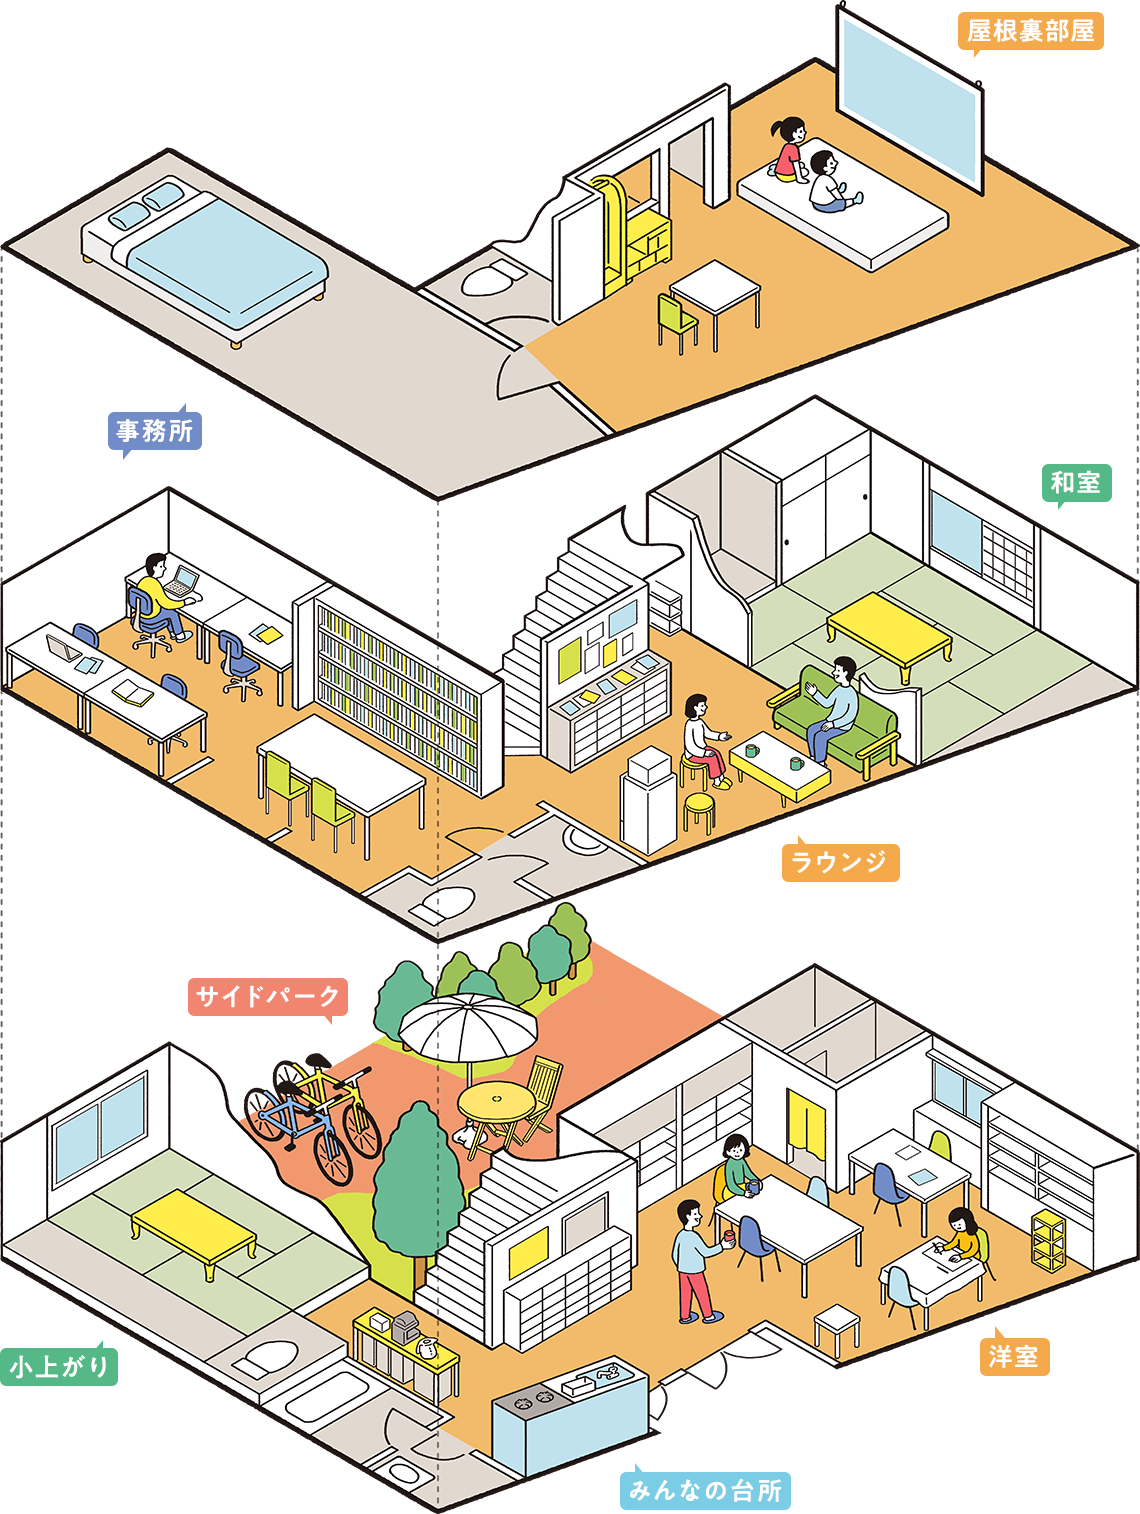 屋根裏部屋
事務所
和室
ラウンジ
サイドパーク
小上がり
洋室
みんなの台所